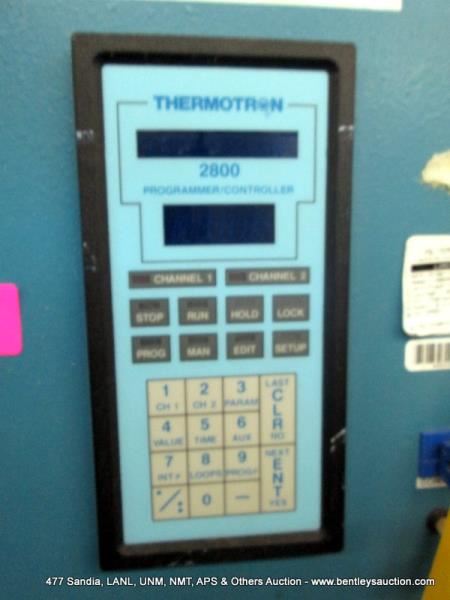 THERMOTRON
2800
PROGRAMMER/CONTROLLER
CHANNEL 1 CHANNEL 2
STOP RUN HOLD LOCK
PROG MAN EDIT SETUP
1 2 3 LAST
CH 1 CH 2 PARAM CLR
4 5 6
VALUE TIME AUX NO
7 8 9 NEXT
INT # LOOPS PROG# ENT
0 — YES
477 Sandia, LANL, UNM, NMT, APS & Others Auction - www.bentleysauction.com